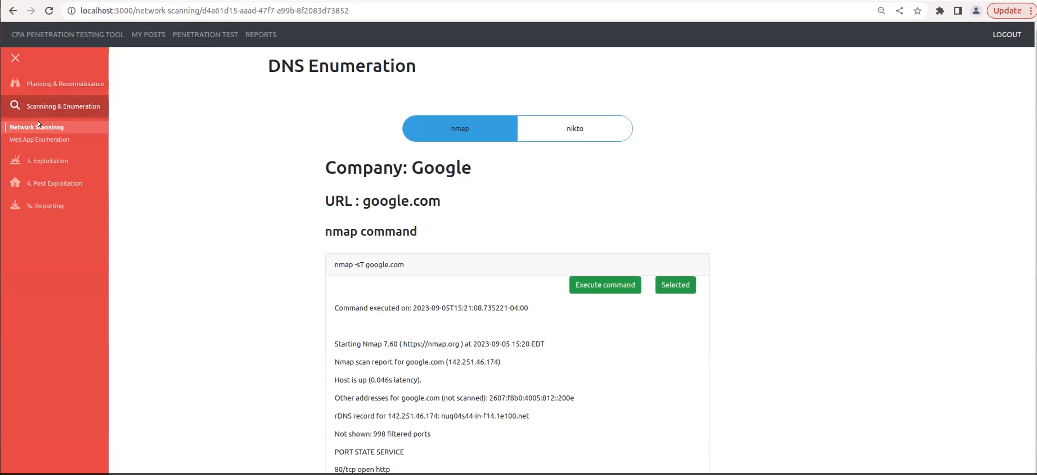 localhost:3000/network-scanning/d4a61d15-aaad-47f7-a99b-8f2083d73852
Update
CPA PENETRATION TESTING TOOL MY POSTS PENETRATION TEST REPORTS LOGOUT
Planning & Reconnaissance
Scanninng & Enumeration
Network Scanninng
Web App Enumeration
3. Exploitation
4. Post Exploitation
%. Reporting
DNS Enumeration
nmap nikto
Company: Google
URL : google.com
nmap command
nmap -sT google.com
Execute command Selected
Command executed on: 2023-09-05T15:21:08.735221-04:00
Starting Nmap 7.60 ( https://nmap.org ) at 2023-09-05 15:20 EDT
Nmap scan report for google.com (142.251.46.174)
Host is up (0.046s latency).
Other addresses for google.com (not scanned): 2607:f8b0:4005:812::200e
rDNS record for 142.251.46.174: nuq04s44-in-f14.1e100.net
Not shown: 998 filtered ports
PORT STATE SERVICE
80/tcp open http